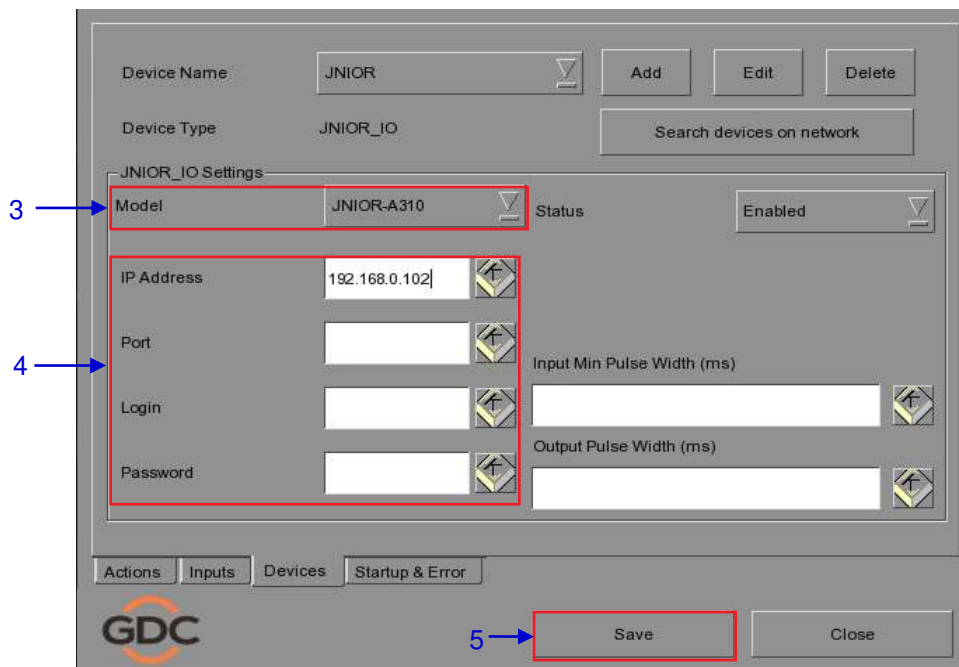 Device Name JNIOR Add Edit Delete
Device Type JNIOR_IO Search devices on network
JNIOR_IO Settings
3 Model JNIOR-A310 Status Enabled
IP Address 192.168.0.102
Port
4
Input Min Pulse Width (ms)
Login
Output Pulse Width (ms)
Password
Actions Inputs Devices Startup & Error
GDC 5 Save Close